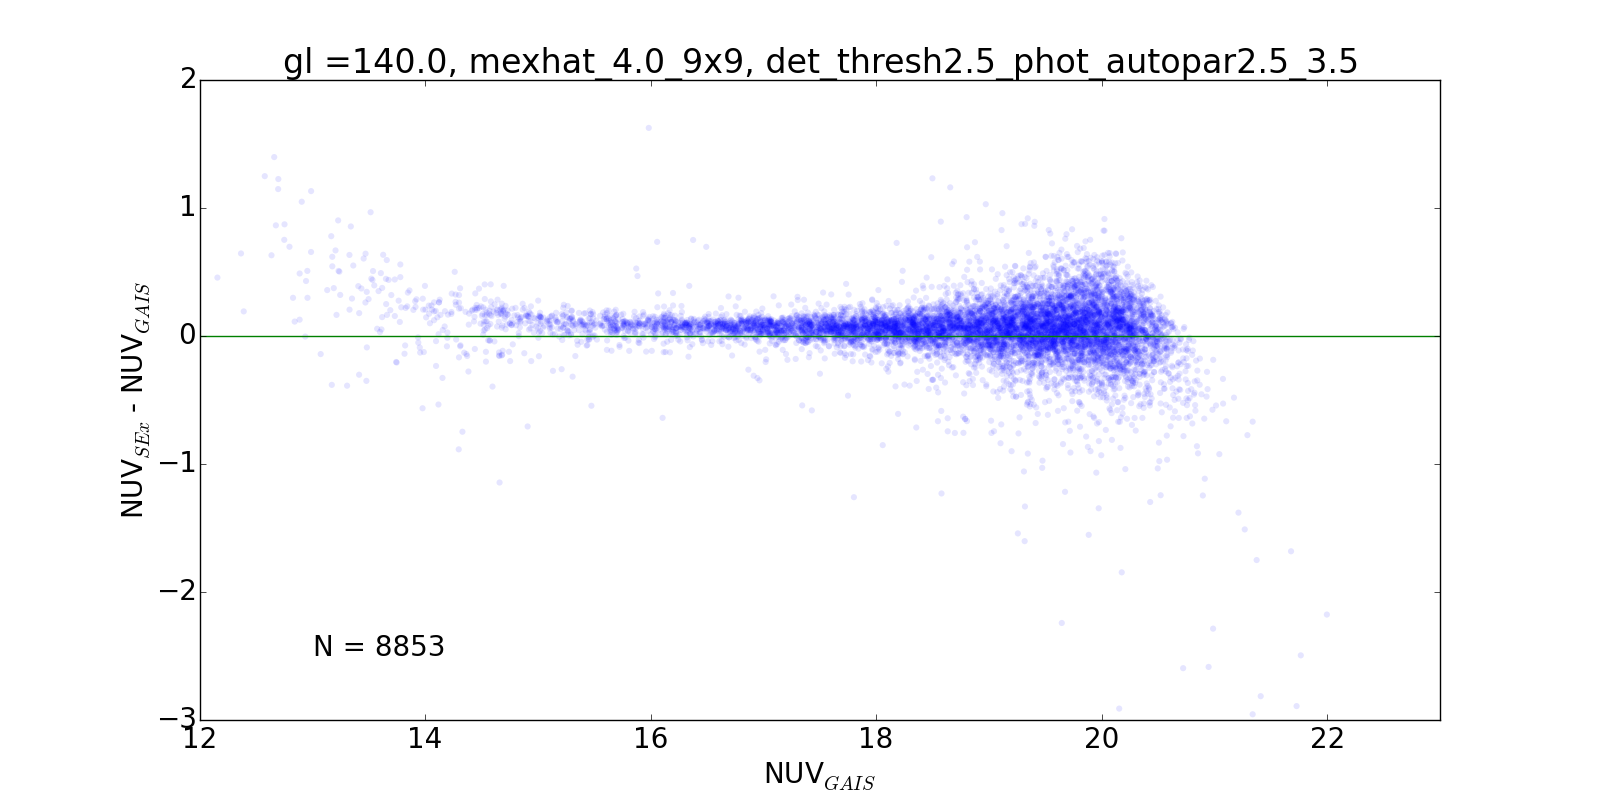 gl =140.0, mexhat_4.0_9x9, det_thresh2.5_phot_autopar2.5_3.5
2
1
0
−1
−2
−3
NUV_SEx - NUV_GAIS
N = 8853
12 14 16 18 20 22
NUV_GAIS